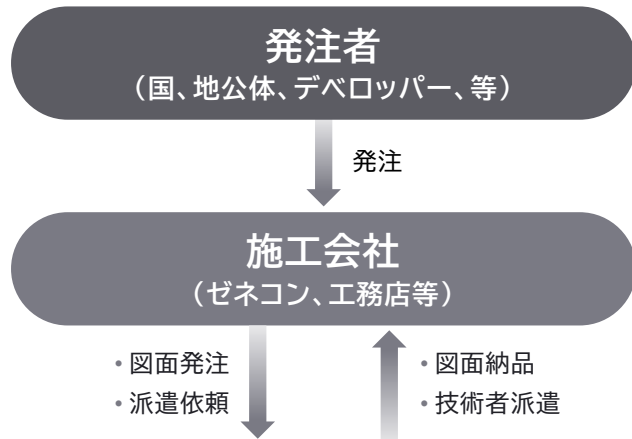 発注者
（国、地公体、デベロッパー、等）
発注
施工会社
（ゼネコン、工務店等）
・図面発注
・派遣依頼
・図面納品
・技術者派遣